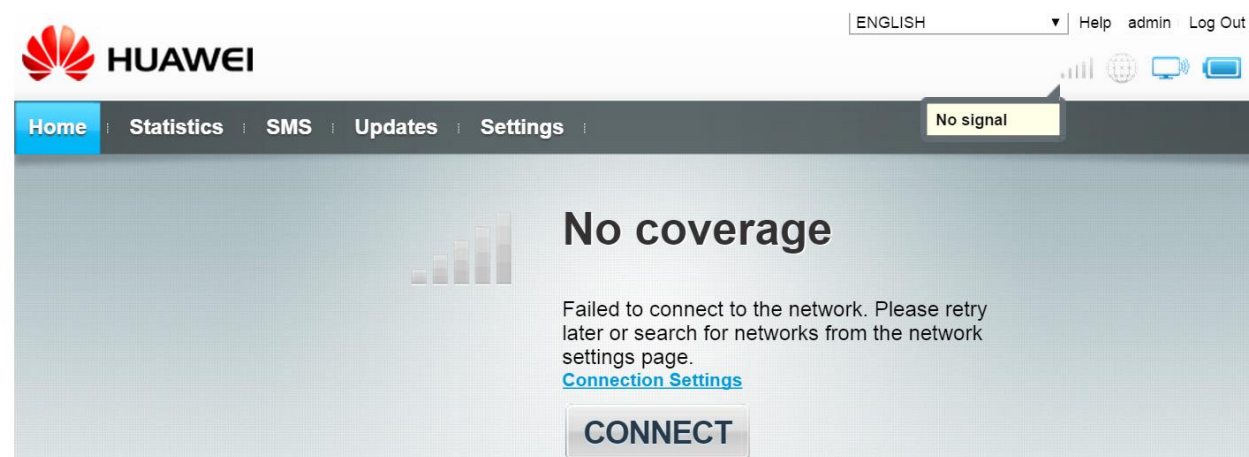 ENGLISH Help admin Log Out
HUAWEI
Home Statistics SMS Updates Settings
No signal
No coverage
Failed to connect to the network. Please retry
later or search for networks from the network
settings page.
Connection Settings
CONNECT